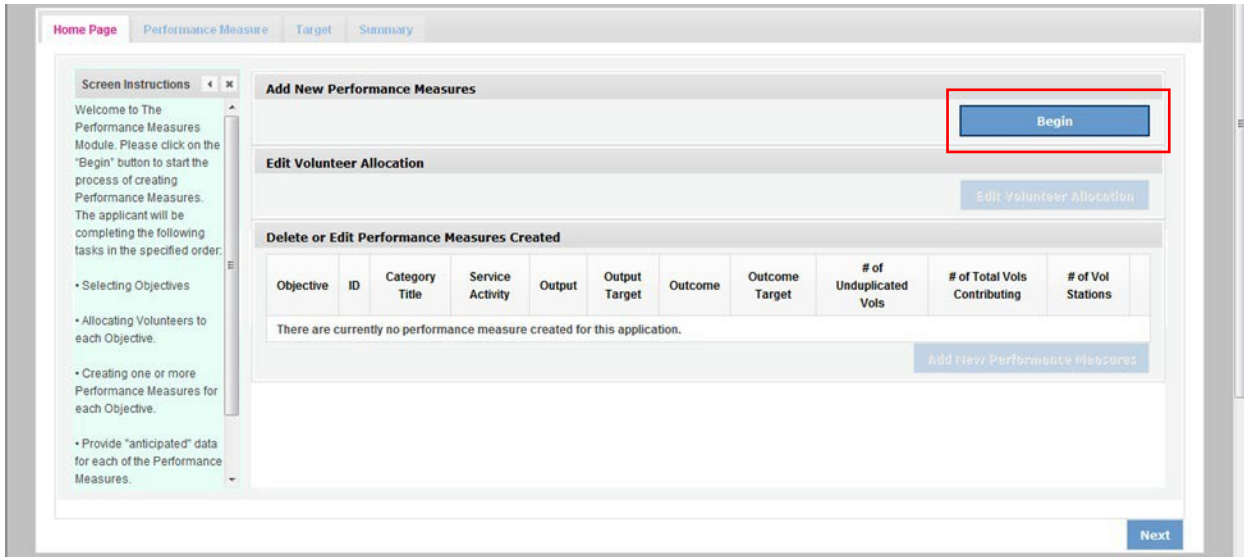 Home Page Performance Measure Target Summary
Screen Instructions
Welcome to The
Performance Measures
Module. Please click on the
"Begin" button to start the
process of creating
Performance Measures.
The applicant will be
completing the following
tasks in the specified order:
• Selecting Objectives
• Allocating Volunteers to
each Objective.
• Creating one or more
Performance Measures for
each Objective.
• Provide "anticipated" data
for each of the Performance
Measures.
Add New Performance Measures
Begin
Edit Volunteer Allocation
Edit Volunteer Allocation
Delete or Edit Performance Measures Created
Objective ID Category Title Service Activity Output Output Target Outcome Outcome Target # of Unduplicated Vols # of Total Vols Contributing # of Vol Stations
There are currently no performance measure created for this application.
Add New Performance Measures
Next